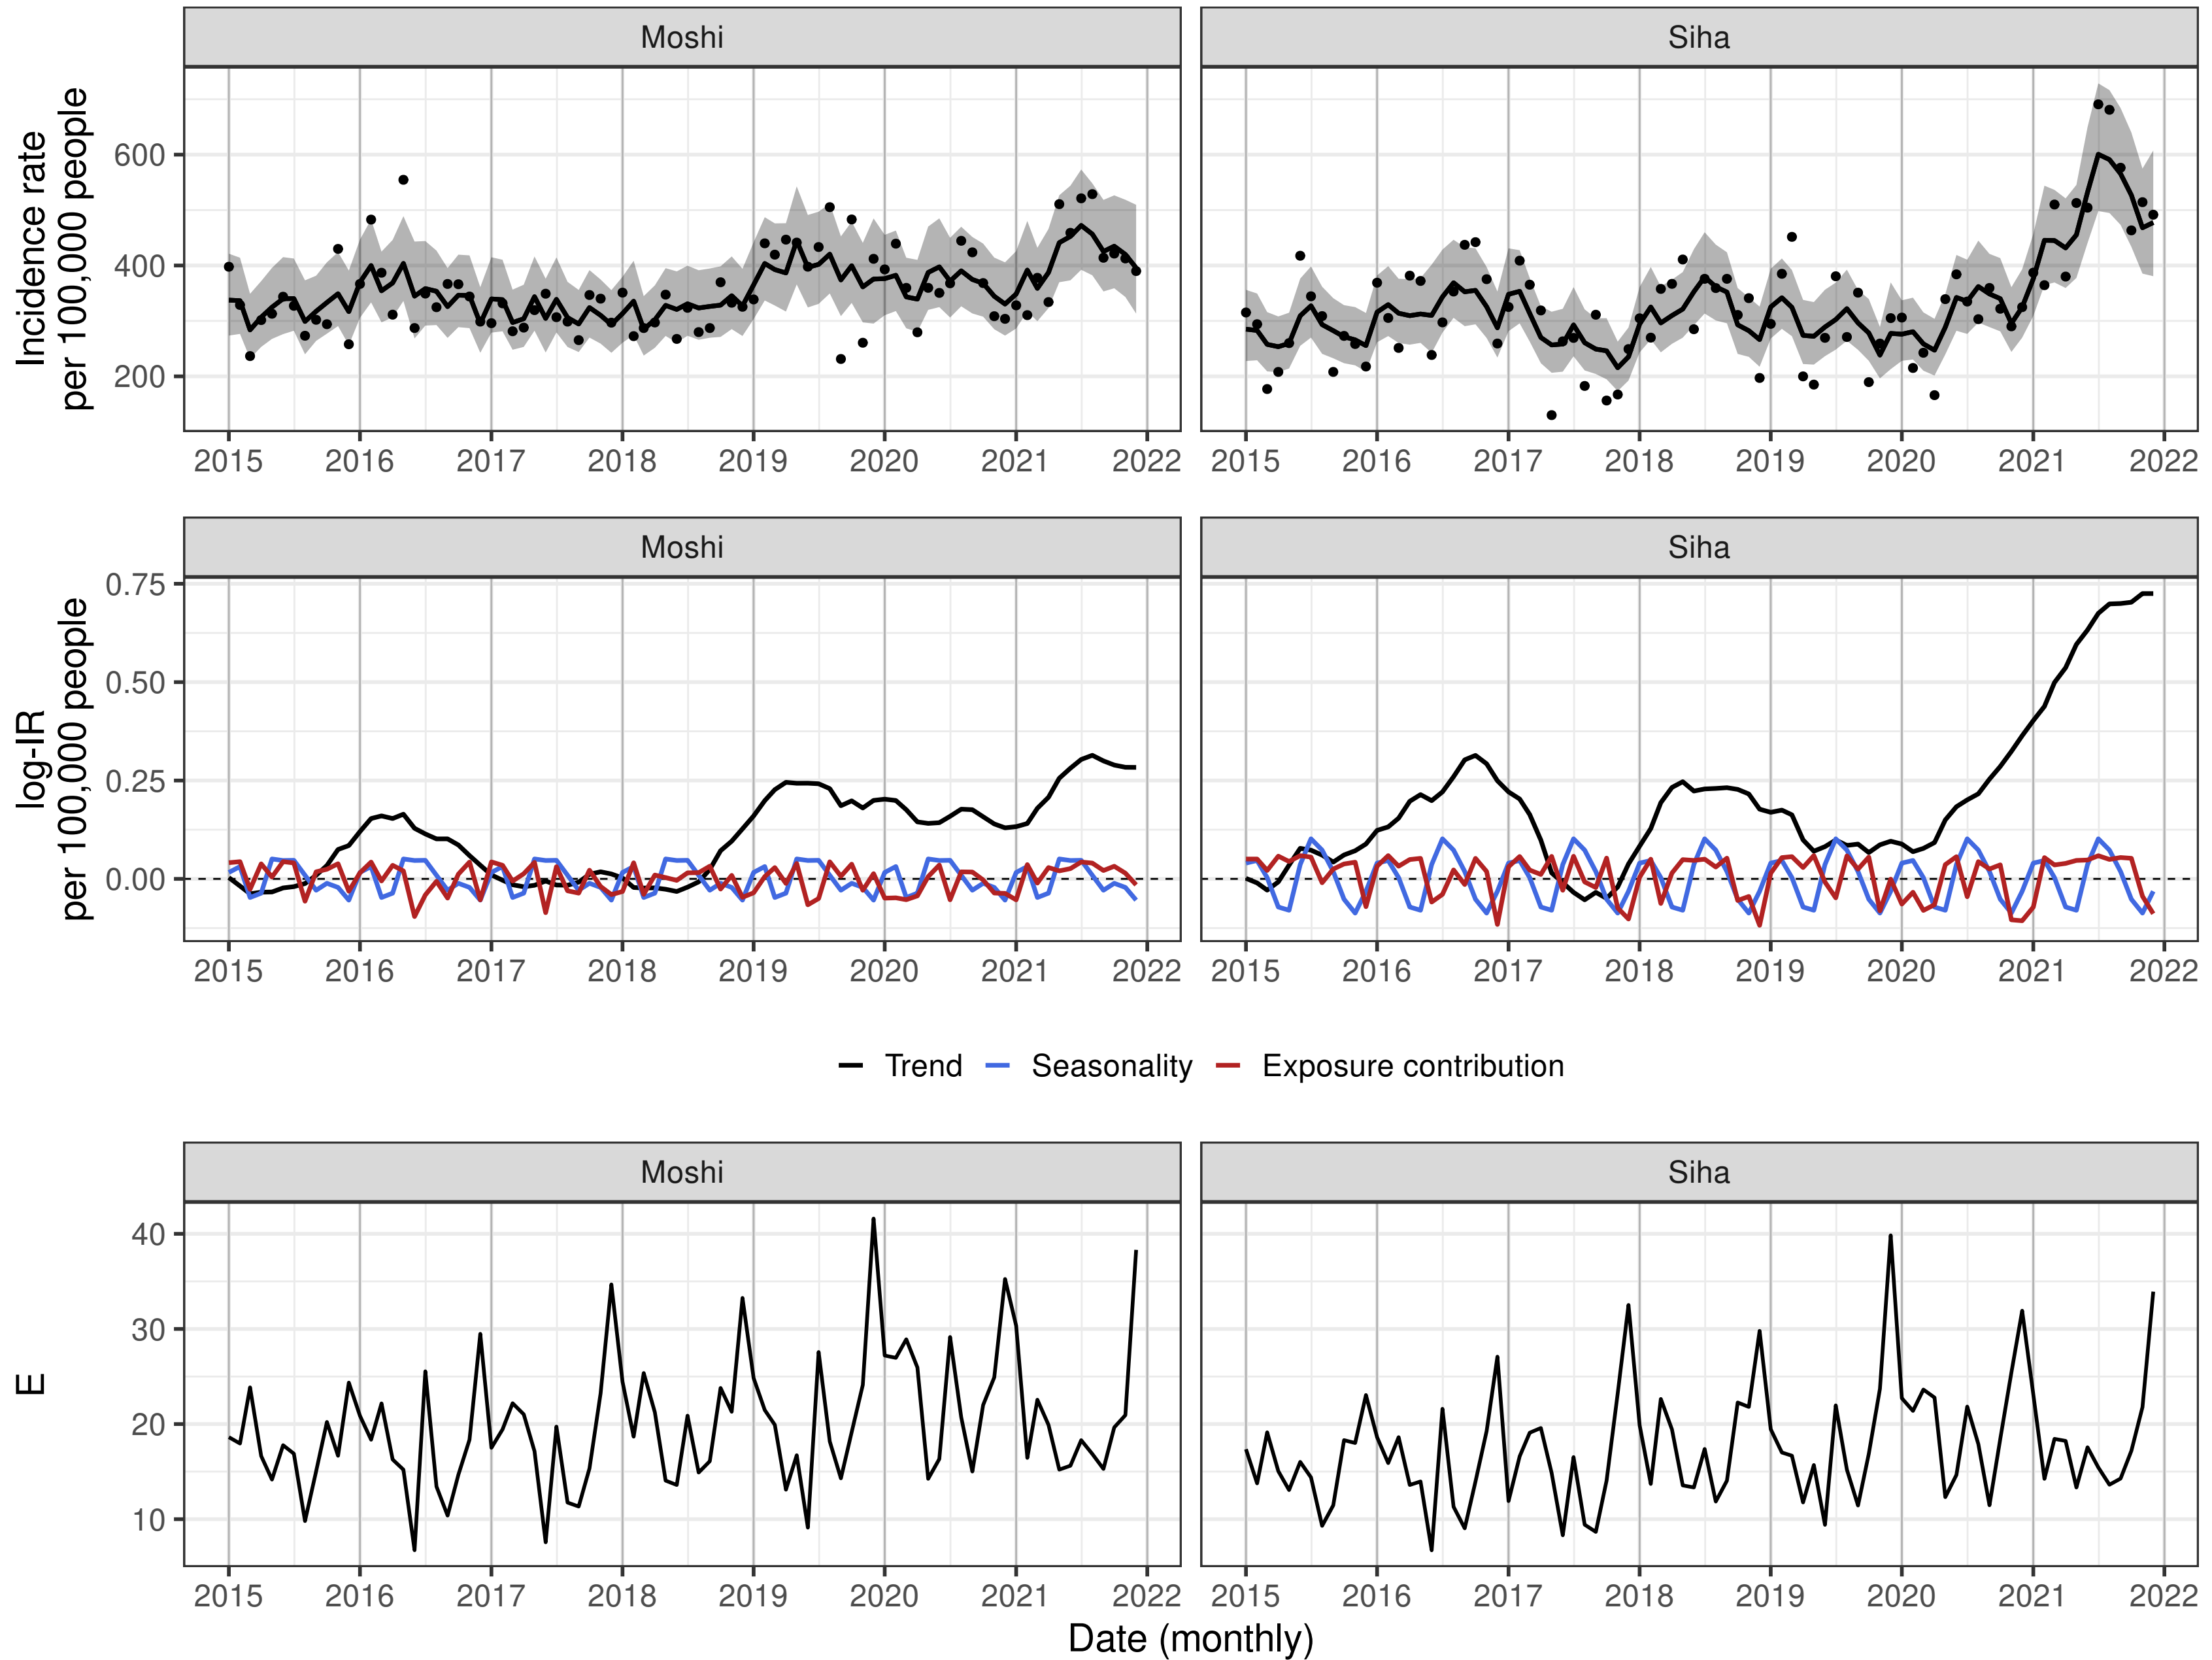 Moshi
Siha
Incidence rate
per 100,000 people
600
400
200
2015 2016 2017 2018 2019 2020 2021 2022
2015 2016 2017 2018 2019 2020 2021 2022
Moshi
Siha
log-IR
per 100,000 people
0.75
0.50
0.25
0.00
2015 2016 2017 2018 2019 2020 2021 2022
2015 2016 2017 2018 2019 2020 2021 2022
Trend Seasonality Exposure contribution
Moshi
Siha
E
40
30
20
10
2015 2016 2017 2018 2019 2020 2021 2022
2015 2016 2017 2018 2019 2020 2021 2022
Date (monthly)